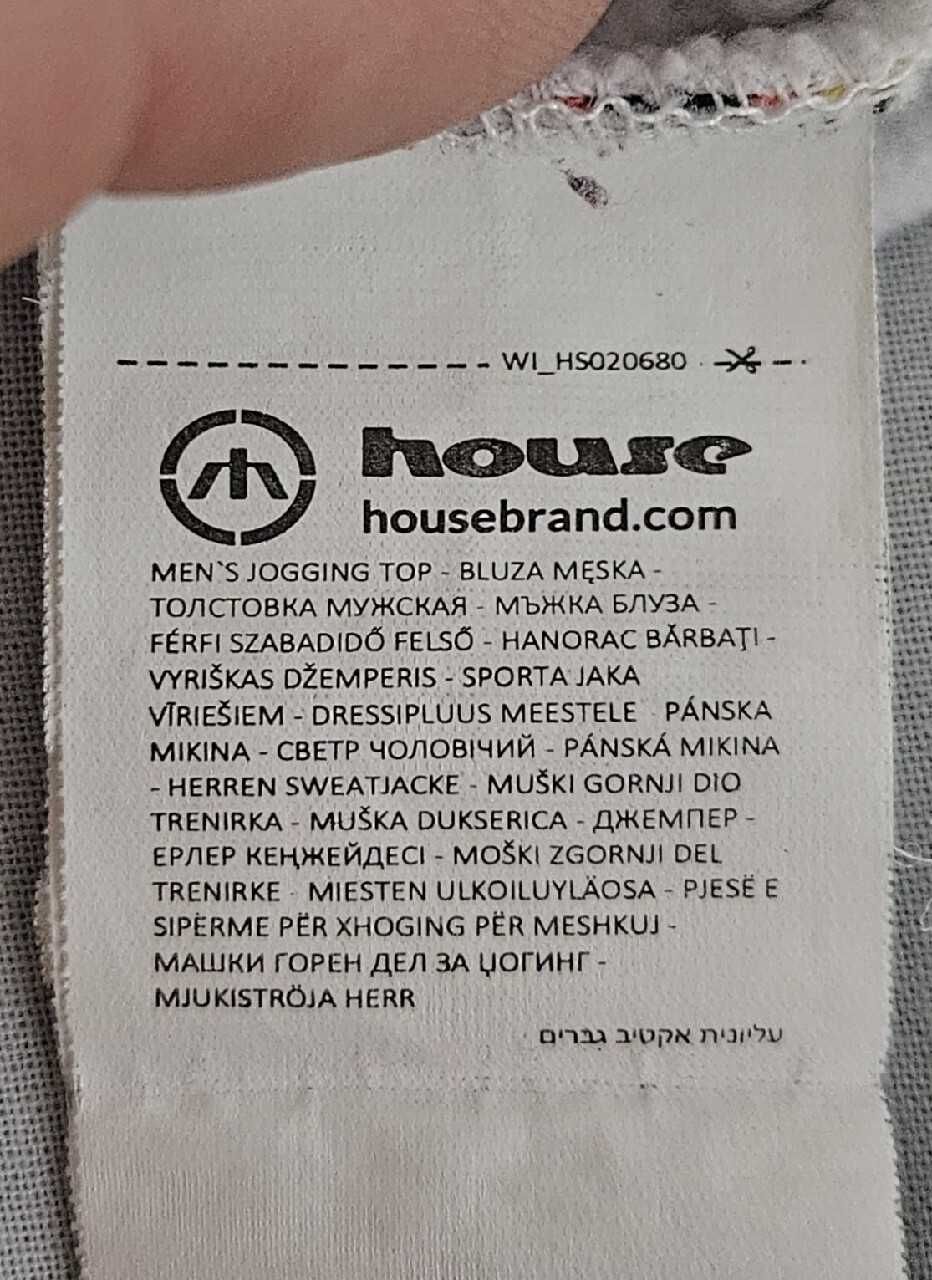 WI_HS020680
house
housebrand.com
MEN`S JOGGING TOP - BLUZA MĘSKA -
ТОЛСТОВКА МУЖСКАЯ - МЪЖКА БЛУЗА -
FÉRFI SZABADIDŐ FELSŐ - HANORAC BĂRBAŢI -
VYRIŠKAS DŽEMPERIS - SPORTA JAKA
VĪRIEŠIEM - DRESSIPLUUS MEESTELE PÁNSKA
MIKINA - СВЕТР ЧОЛОВІЧИЙ - PÁNSKÁ MIKINA
- HERREN SWEATJACKE - MUŠKI GORNJI DIO
TRENIRKA - MUŠKA DUKSERICA - ДЖЕМПЕР -
ЕРЛЕР КЕҢЖЕЙДЕСІ - MOŠKI ZGORNJI DEL
TRENIRKE - MIESTEN ULKOILUYLÄOSA - PJESË E
SIPËRME PËR XHOGING PËR MESHKUJ -
МАШКИ ГОРЕН ДЕЛ ЗА ЏОГИНГ -
MJUKISTRÖJA HERR
עליונית אקטיב גברים